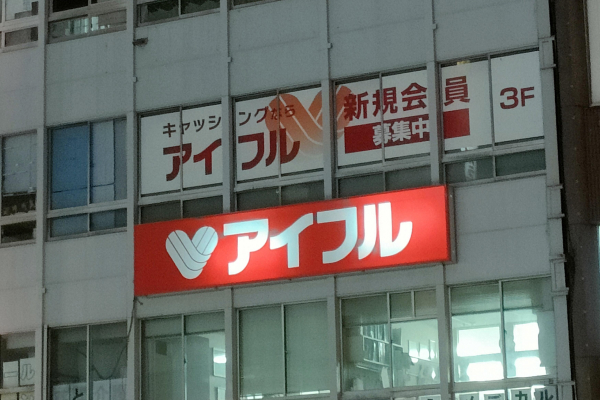 キャッシングなら
アイフル
新規会員
募集中
3F
アイフル